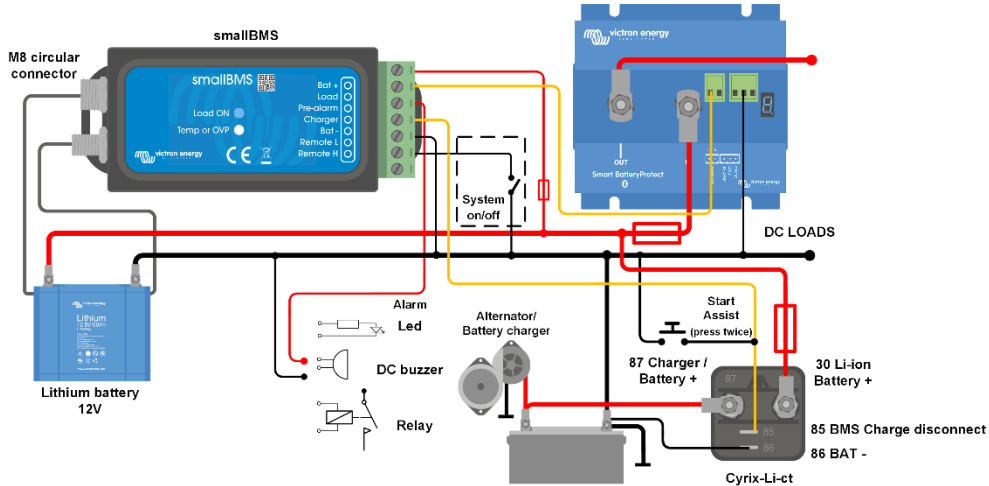 smallBMS
M8 circular
connector
smallBMS
Bat +
Load
Pre-alarm
Charger
Bat -
Remote L
Remote H
Load ON
Temp or OVP
victron energy
CE
victron energy
OUT
Smart BatteryProtect
victron energy
System
on/off
DC LOADS
victron energy
Lithium
Lithium battery
12V
Alarm
Led
DC buzzer
Relay
Alternator/
Battery charger
Start
Assist
(press twice)
87 Charger /
Battery +
30 Li-ion
Battery +
87
85
86
85 BMS Charge disconnect
86 BAT -
Cyrix-Li-ct